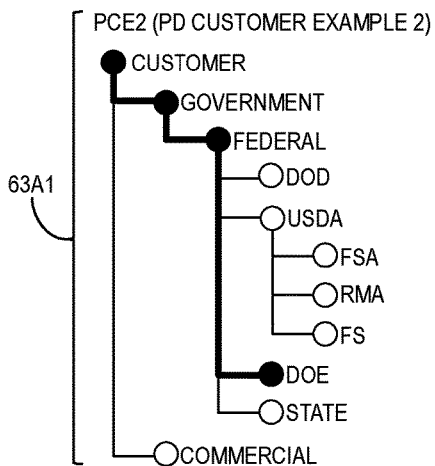 PCE2 (PD CUSTOMER EXAMPLE 2)
CUSTOMER
GOVERNMENT
FEDERAL
DOD
63A1
USDA
FSA
RMA
FS
DOE
STATE
COMMERCIAL